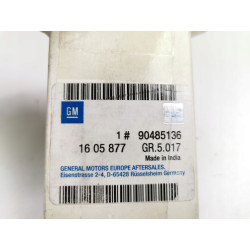 GM
1 # 90485136
16 05 877 GR.5.017
Made in India
GENERAL MOTORS EUROPE AFTERSALES.
Eisenstrasse 2-4, D-65428 Rüsselsheim Germany